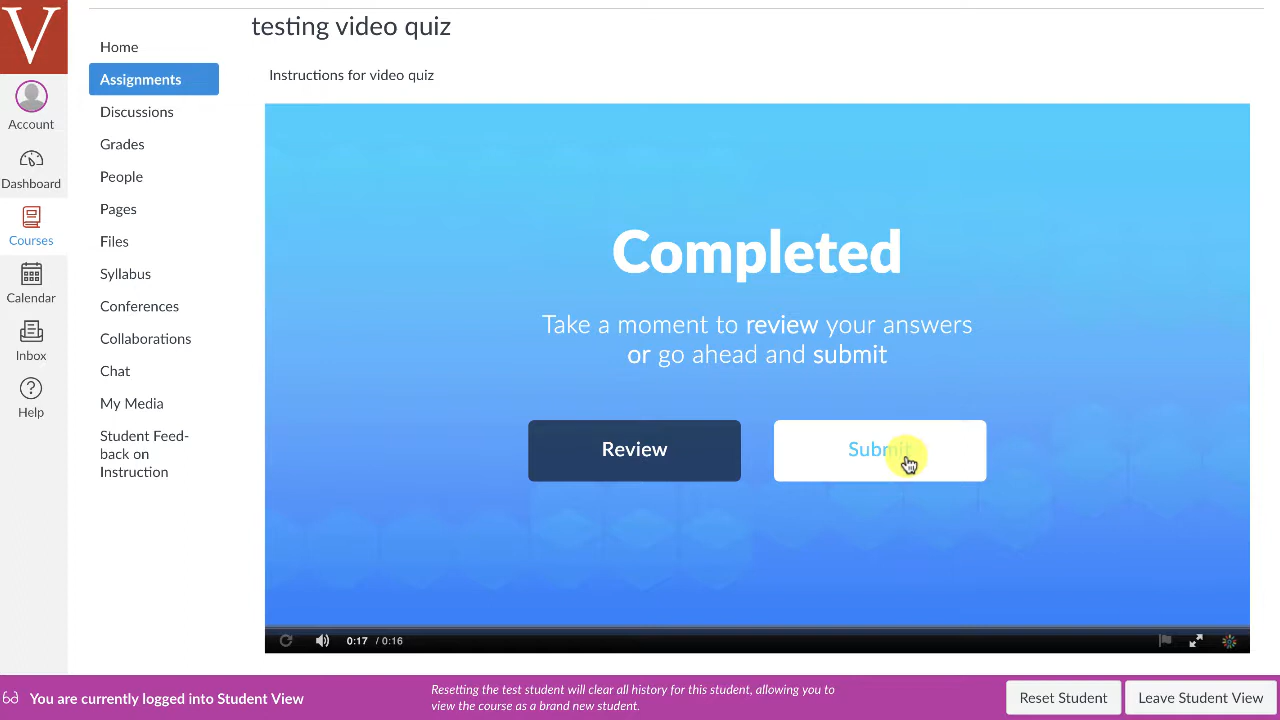 V
testing video quiz
Home
Assignments
Discussions
Grades
People
Pages
Files
Syllabus
Conferences
Collaborations
Chat
My Media
Student Feed-
back on
Instruction
Account
Dashboard
Courses
Calendar
Inbox
Help
Instructions for video quiz
Completed
Take a moment to review your answers
or go ahead and submit
Review
Submit
0:17 / 0:16
You are currently logged into Student View
Resetting the test student will clear all history for this student, allowing you to
view the course as a brand new student.
Reset Student
Leave Student View